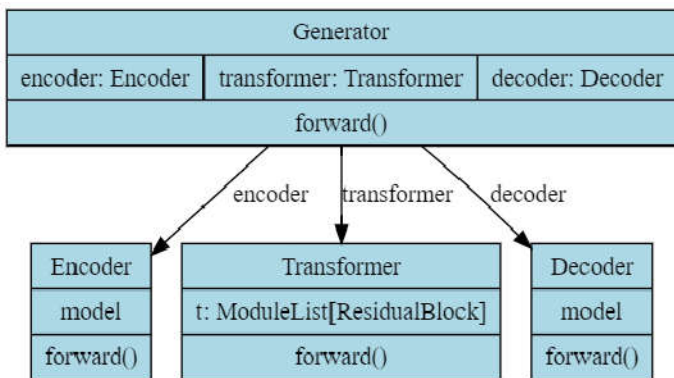 Generator
encoder: Encoder transformer: Transformer decoder: Decoder
forward()
encoder transformer decoder
Encoder Transformer Decoder
model t: ModuleList[ResidualBlock] model
forward() forward() forward()